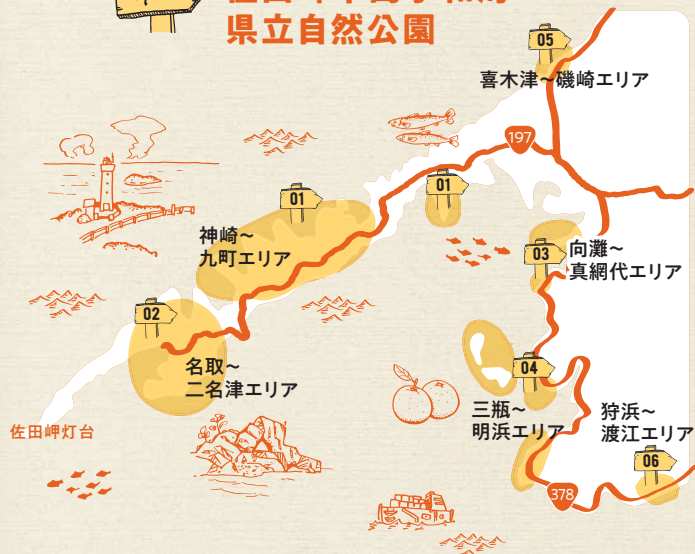 県立自然公園
05
喜木津～磯崎エリア
197
01
01
神崎～
九町エリア
03
向灘～
真網代エリア
02
名取～
二名津エリア
04
三瓶～
明浜エリア
狩浜～
渡江エリア
佐田岬灯台
06
378